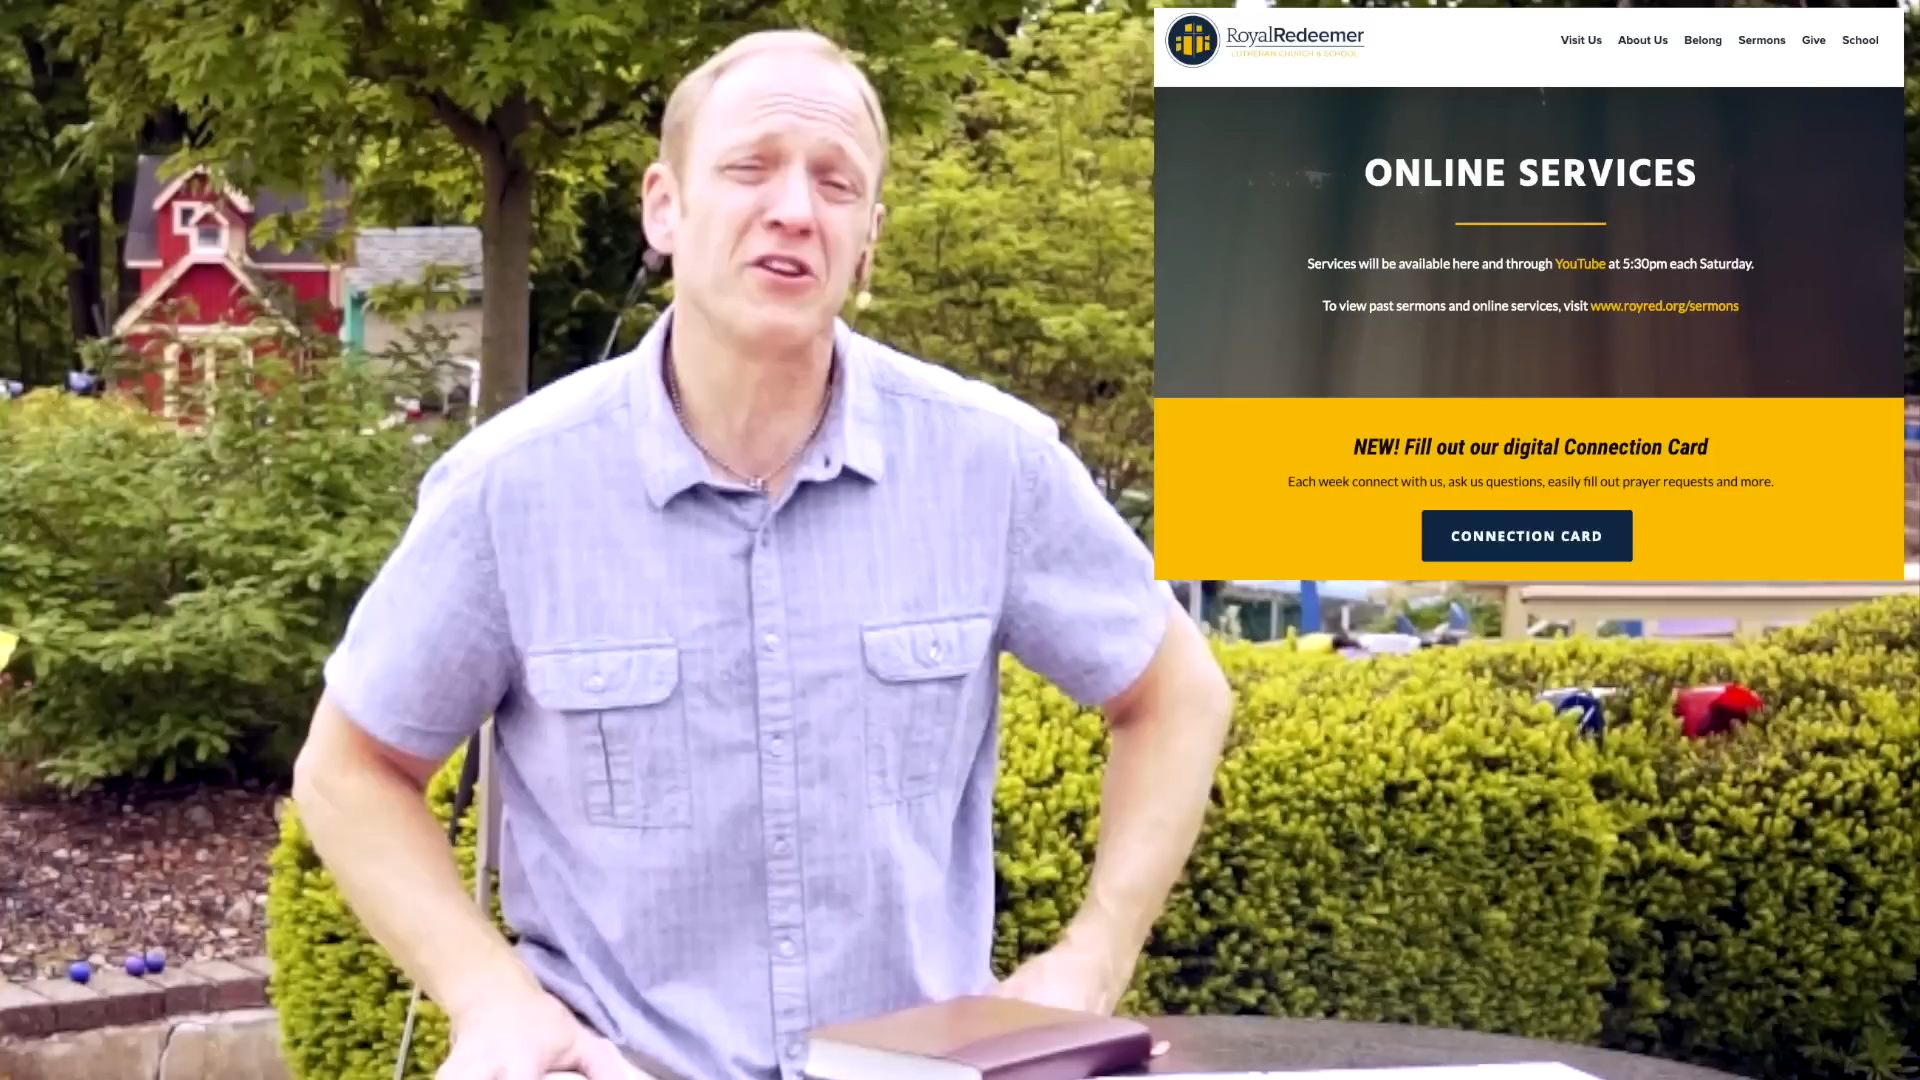 RoyalRedeemer
LUTHERAN CHURCH & SCHOOL
Visit Us About Us Belong Sermons Give School
ONLINE SERVICES
Services will be available here and through YouTube at 5:30pm each Saturday.
To view past sermons and online services, visit www.royred.org/sermons
NEW! Fill out our digital Connection Card
Each week connect with us, ask us questions, easily fill out prayer requests and more.
CONNECTION CARD